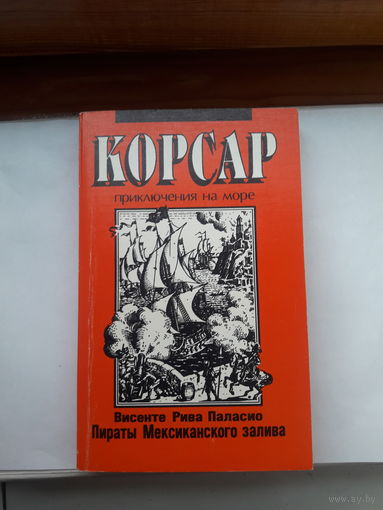 КОРСАР
приключения на море
Висенте Рива Паласио
Пираты Мексиканского залива
www.ay.by